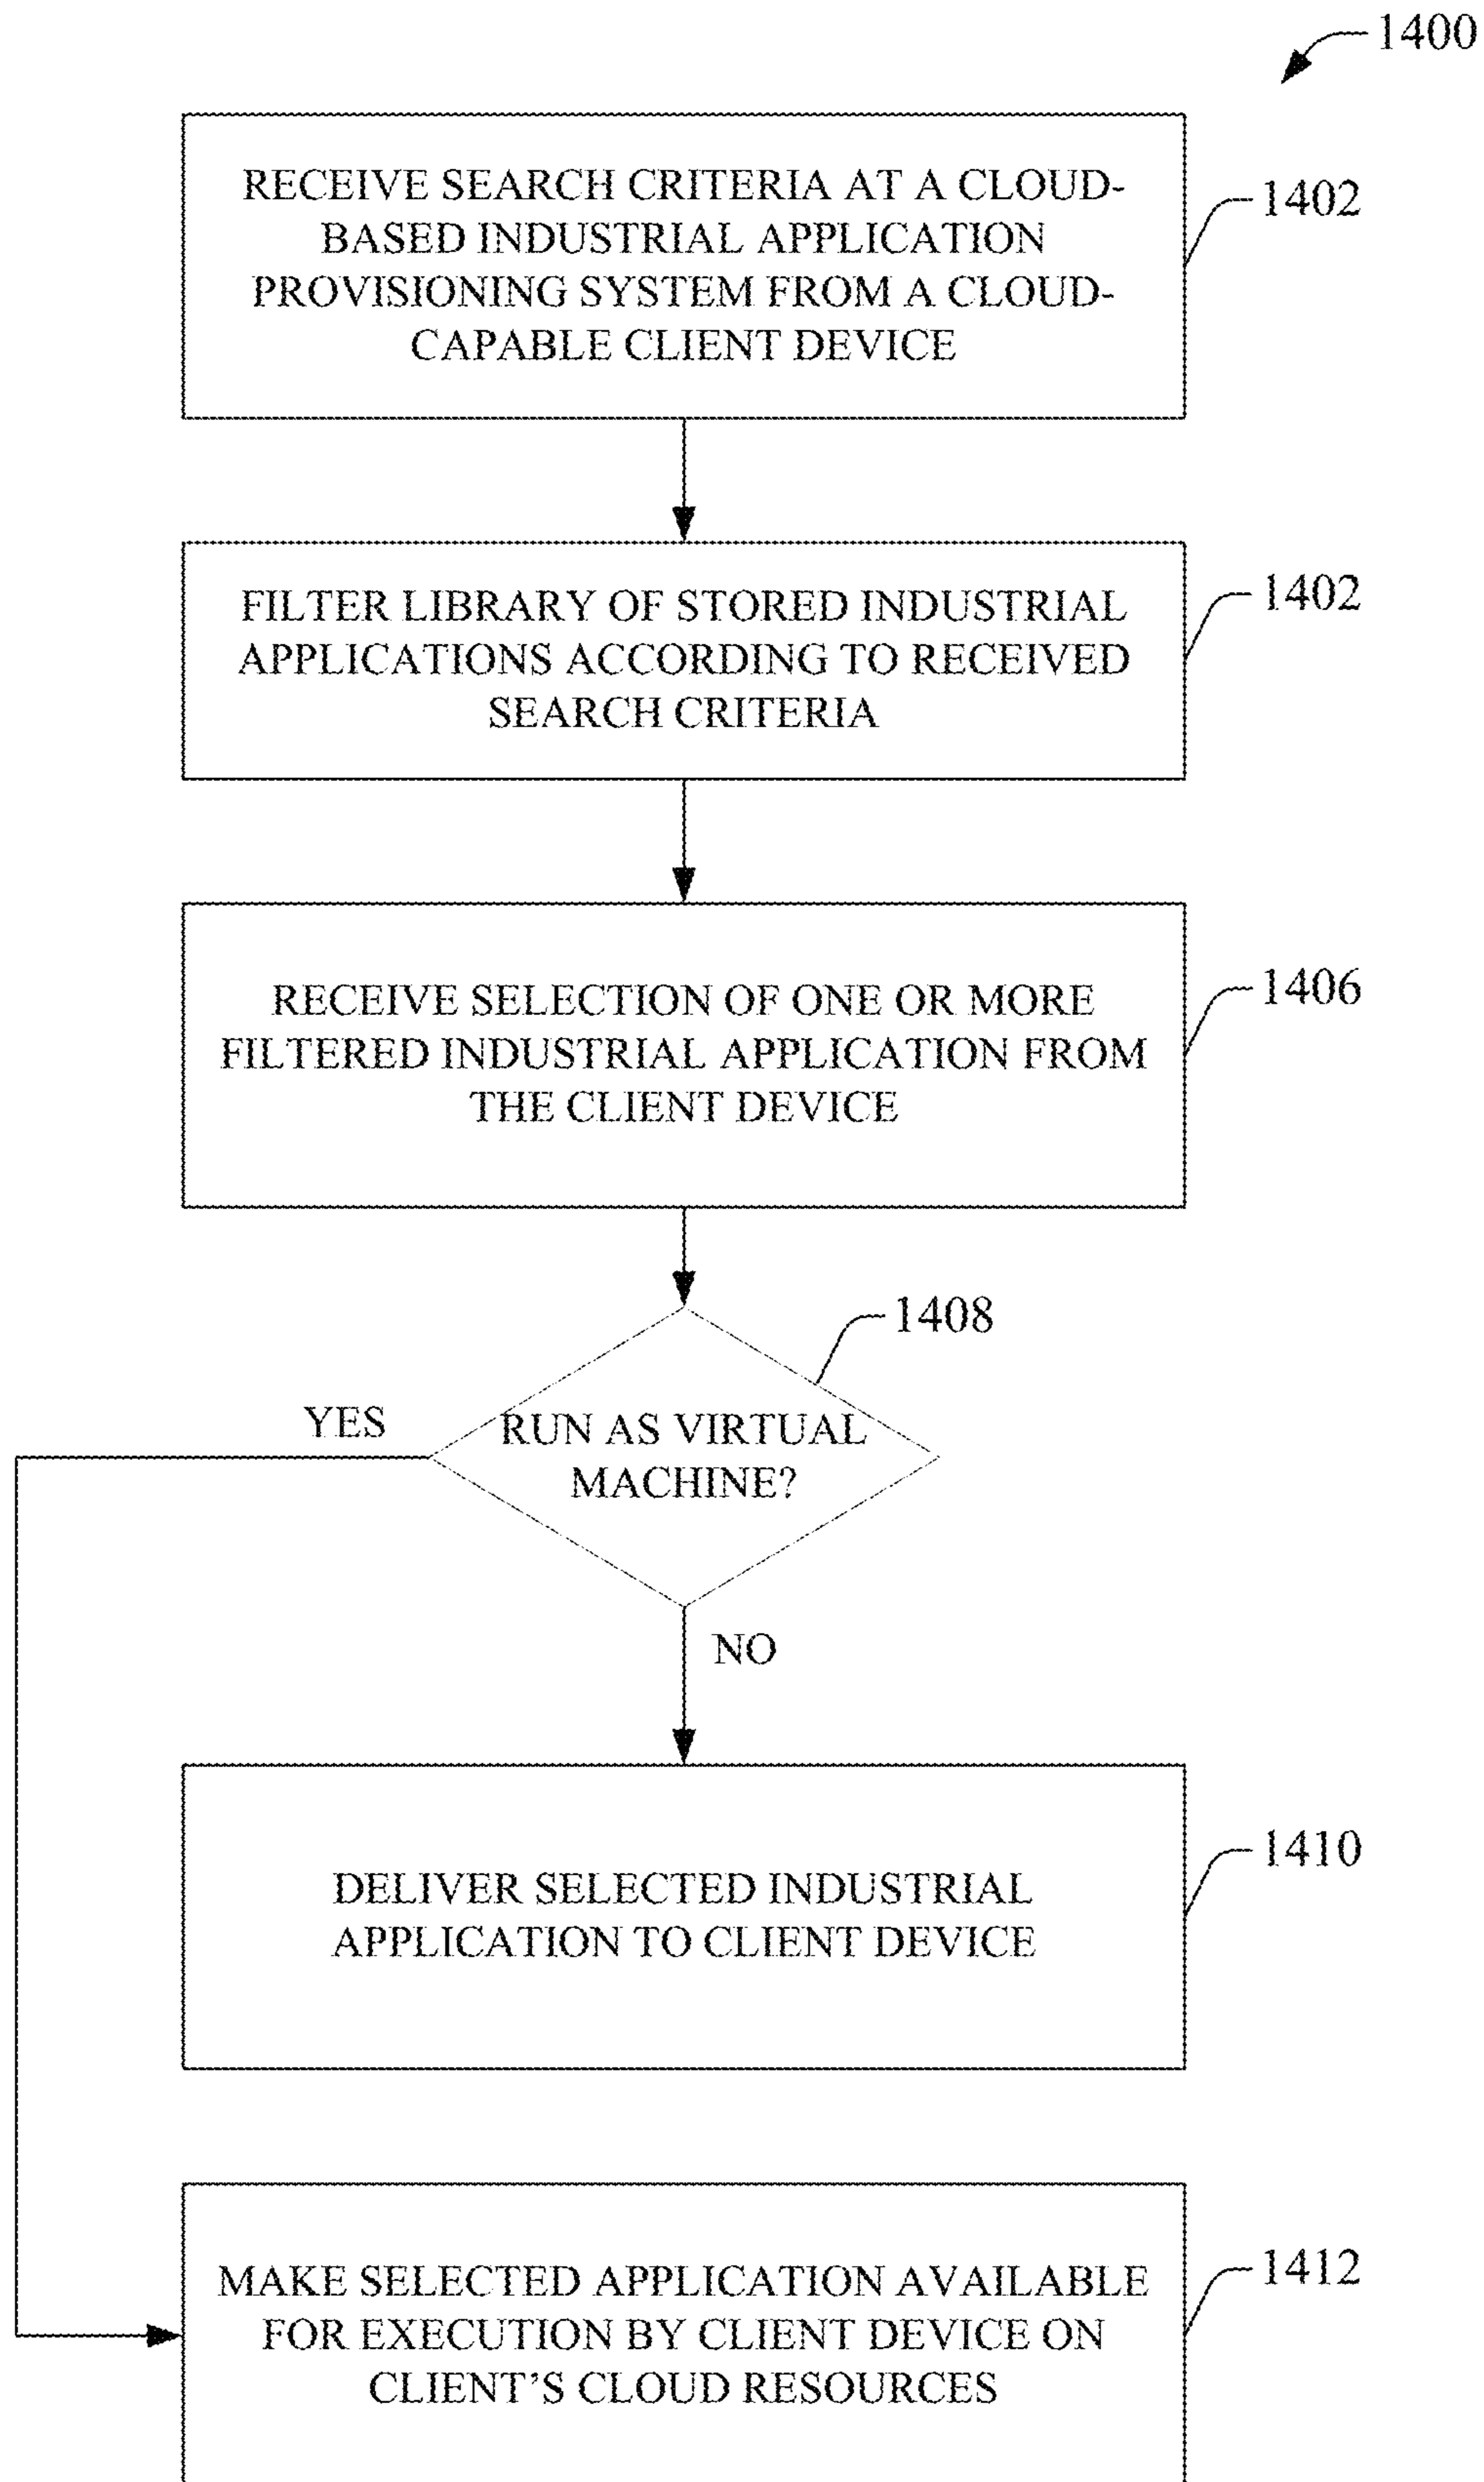 1400
RECEIVE SEARCH CRITERIA AT A CLOUD-
BASED INDUSTRIAL APPLICATION
PROVISIONING SYSTEM FROM A CLOUD-
CAPABLE CLIENT DEVICE
1402
FILTER LIBRARY OF STORED INDUSTRIAL
APPLICATIONS ACCORDING TO RECEIVED
SEARCH CRITERIA
1402
RECEIVE SELECTION OF ONE OR MORE
FILTERED INDUSTRIAL APPLICATION FROM
THE CLIENT DEVICE
1406
1408
YES
RUN AS VIRTUAL
MACHINE?
NO
DELIVER SELECTED INDUSTRIAL
APPLICATION TO CLIENT DEVICE
1410
MAKE SELECTED APPLICATION AVAILABLE
FOR EXECUTION BY CLIENT DEVICE ON
CLIENT’S CLOUD RESOURCES
1412